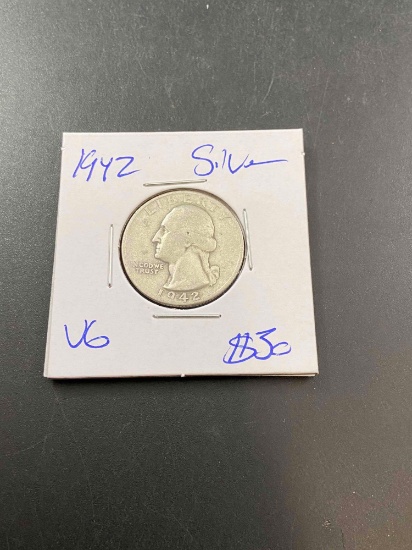 1942 Silver
LIBERTY
IN GOD WE
TRUST
1942
VG $30